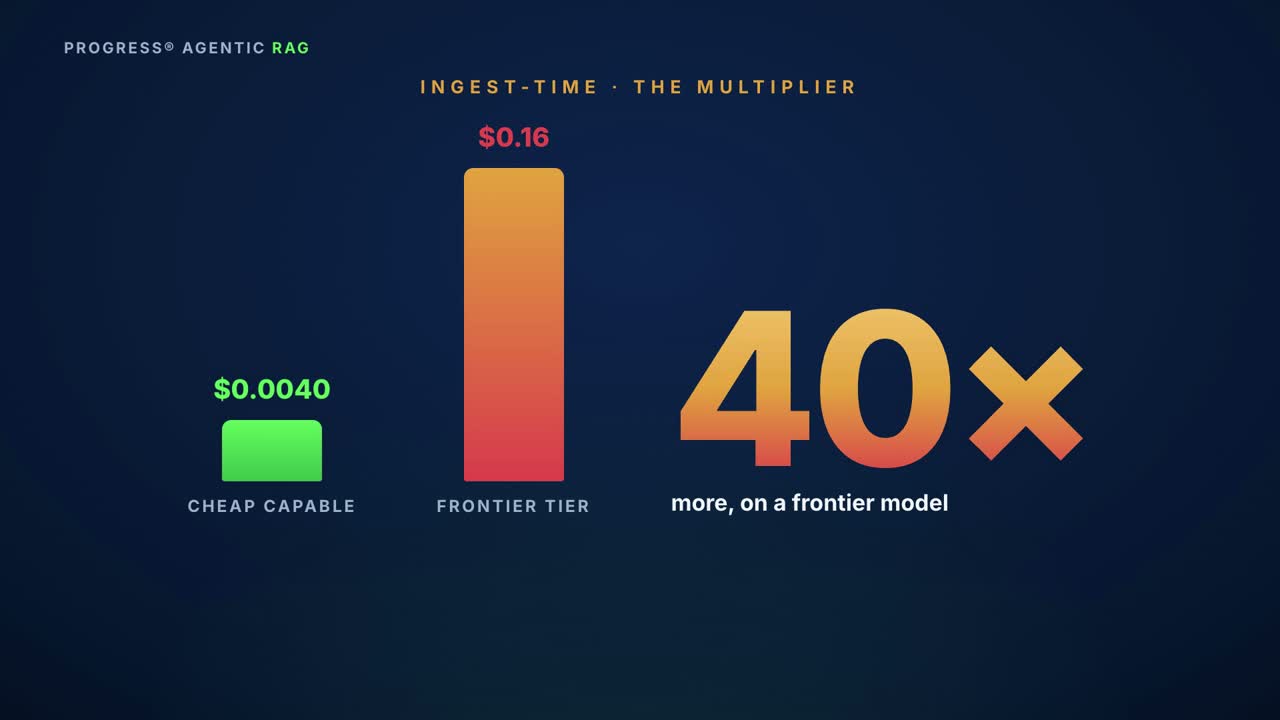 PROGRESS® AGENTIC RAG
INGEST-TIME · THE MULTIPLIER
$0.16
$0.0040
40×
CHEAP CAPABLE
FRONTIER TIER
more, on a frontier model